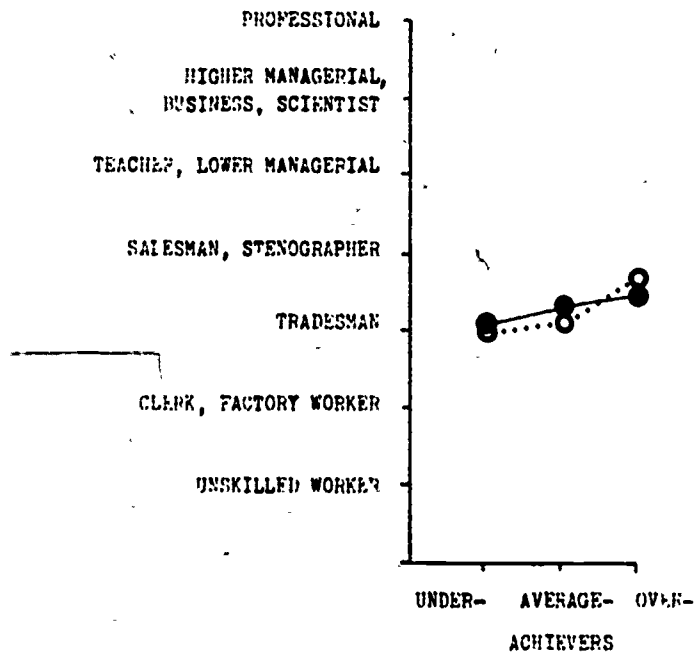 PROFESSIONAL
HIGHER MANAGERIAL,
BUSINESS, SCIENTIST
TEACHER, LOWER MANAGERIAL
SALESMAN, STENOGRAPHER
TRADESMAN
CLERK, FACTORY WORKER
UNSKILLED WORKER
UNDER- AVERAGE- OVER-
ACHIEVERS